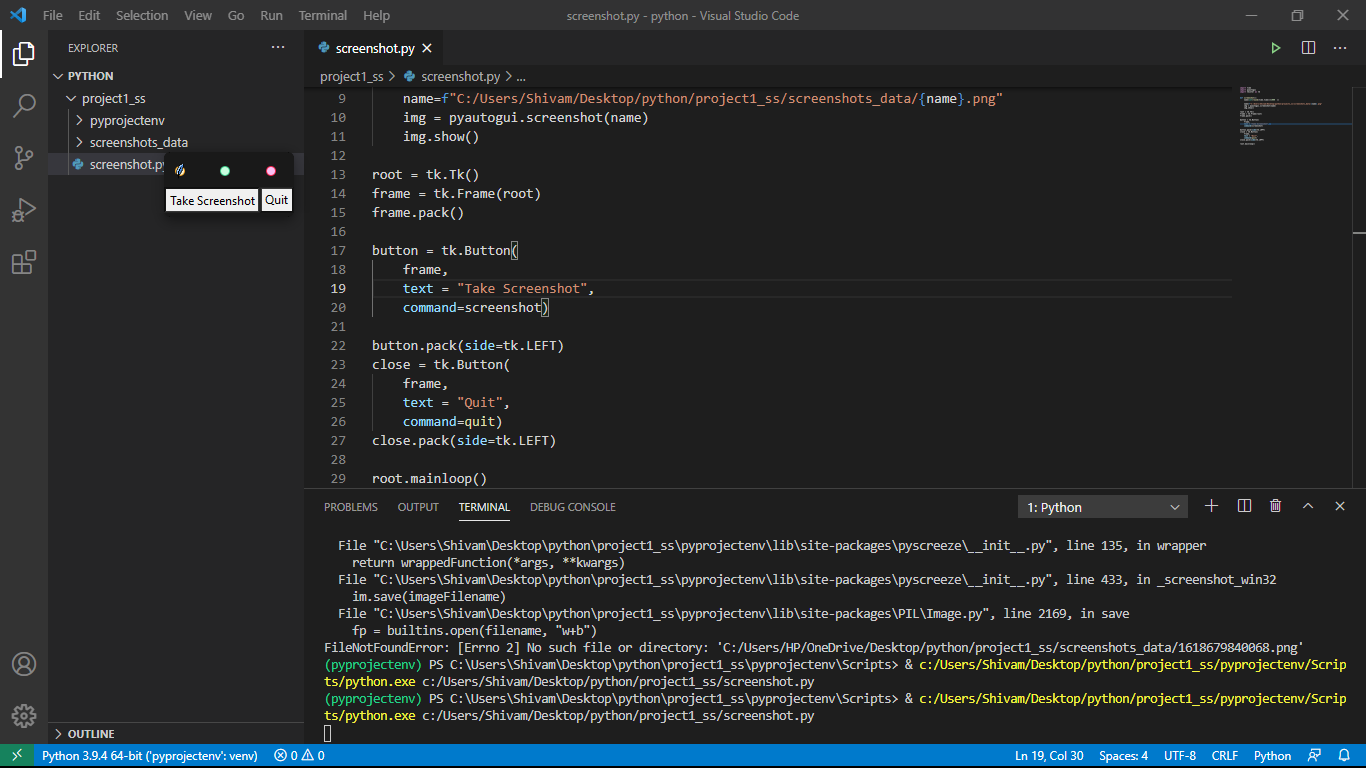 File Edit Selection View Go Run Terminal Help screenshot.py - python - Visual Studio Code
EXPLORER
PYTHON
project1_ss
pyprojectenv
screenshots_data
screenshot.py
Take Screenshot Quit
OUTLINE
screenshot.py
project1_ss > screenshot.py > ...
9 name=f"C:/Users/Shivam/Desktop/python/project1_ss/screenshots_data/{name}.png"
10 img = pyautogui.screenshot(name)
11 img.show()
12
13 root = tk.Tk()
14 frame = tk.Frame(root)
15 frame.pack()
16
17 button = tk.Button(
18 frame,
19 text = "Take Screenshot",
20 command=screenshot)
21
22 button.pack(side=tk.LEFT)
23 close = tk.Button(
24 frame,
25 text = "Quit",
26 command=quit)
27 close.pack(side=tk.LEFT)
28
29 root.mainloop()
PROBLEMS OUTPUT TERMINAL DEBUG CONSOLE 1: Python
File "C:\Users\Shivam\Desktop\python\project1_ss\pyprojectenv\lib\site-packages\pyscreeze\__init__.py", line 135, in wrapper
return wrappedFunction(*args, **kwargs)
File "C:\Users\Shivam\Desktop\python\project1_ss\pyprojectenv\lib\site-packages\pyscreeze\__init__.py", line 433, in _screenshot_win32
im.save(imageFilename)
File "C:\Users\Shivam\Desktop\python\project1_ss\pyprojectenv\lib\site-packages\PIL\Image.py", line 2169, in save
fp = builtins.open(filename, "w+b")
FileNotFoundError: [Errno 2] No such file or directory: 'C:/Users/HP/OneDrive/Desktop/python/project1_ss/screenshots_data/1618679840068.png'
(pyprojectenv) PS C:\Users\Shivam\Desktop\python\project1_ss\pyprojectenv\Scripts> & c:/Users/Shivam/Desktop/python/project1_ss/pyprojectenv/Scrip
ts/python.exe c:/Users/Shivam/Desktop/python/project1_ss/screenshot.py
(pyprojectenv) PS C:\Users\Shivam\Desktop\python\project1_ss\pyprojectenv\Scripts> & c:/Users/Shivam/Desktop/python/project1_ss/pyprojectenv/Scrip
ts/python.exe c:/Users/Shivam/Desktop/python/project1_ss/screenshot.py
Python 3.9.4 64-bit ('pyprojectenv': venv) 0 0 Ln 19, Col 30 Spaces: 4 UTF-8 CRLF Python